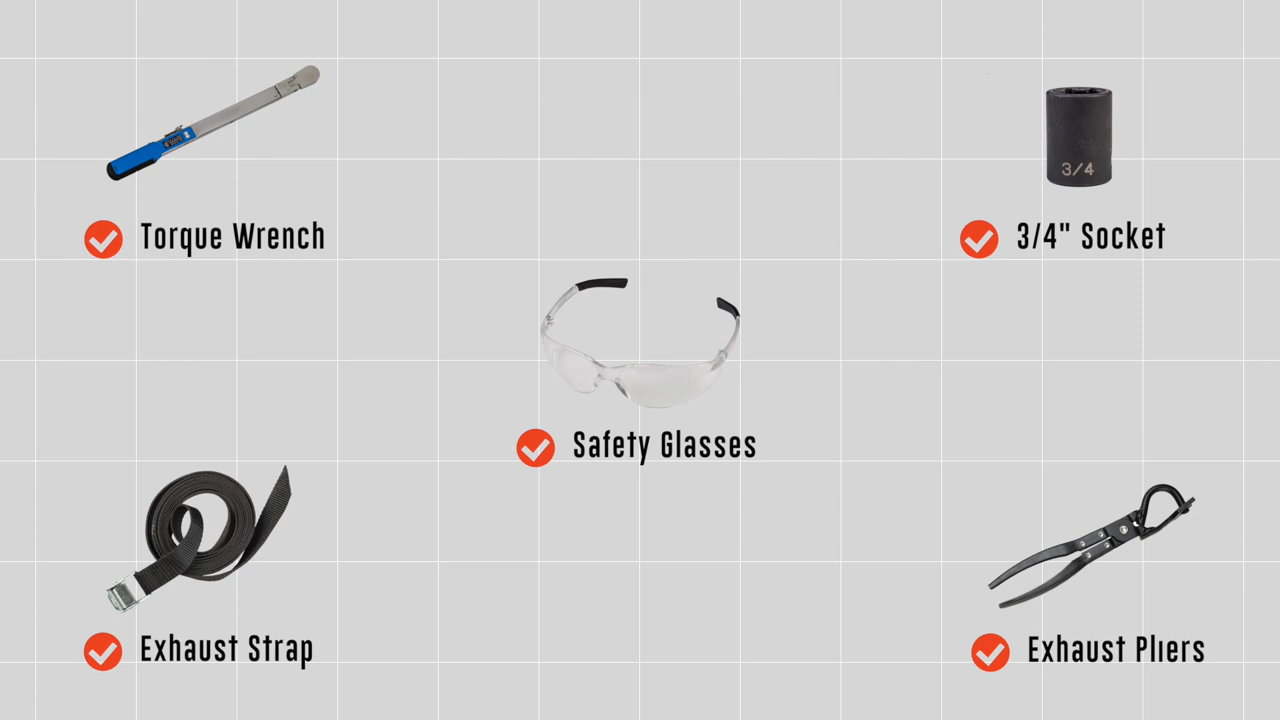 3/4
Torque Wrench
3/4" Socket
Safety Glasses
Exhaust Strap
Exhaust Pliers